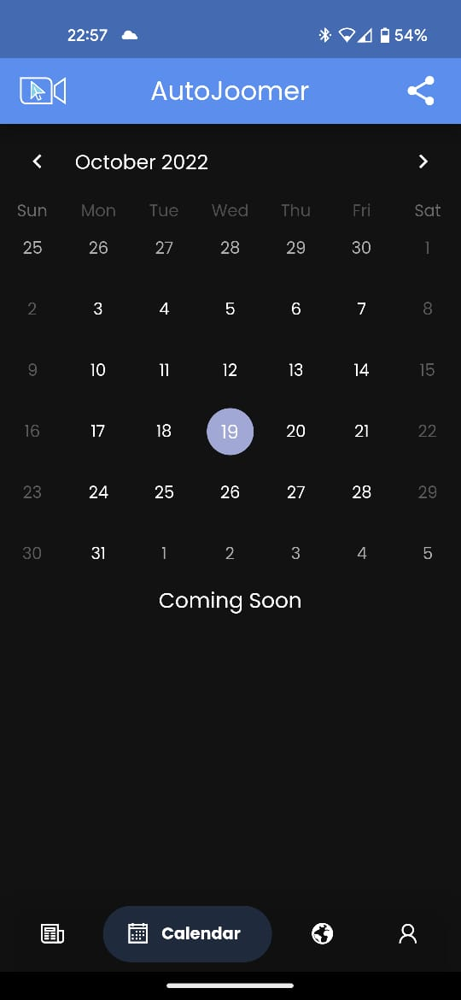 22:57 54%
AutoJoomer
October 2022
Sun Mon Tue Wed Thu Fri Sat
25 26 27 28 29 30 1
2 3 4 5 6 7 8
9 10 11 12 13 14 15
16 17 18 19 20 21 22
23 24 25 26 27 28 29
30 31 1 2 3 4 5
Coming Soon
Calendar